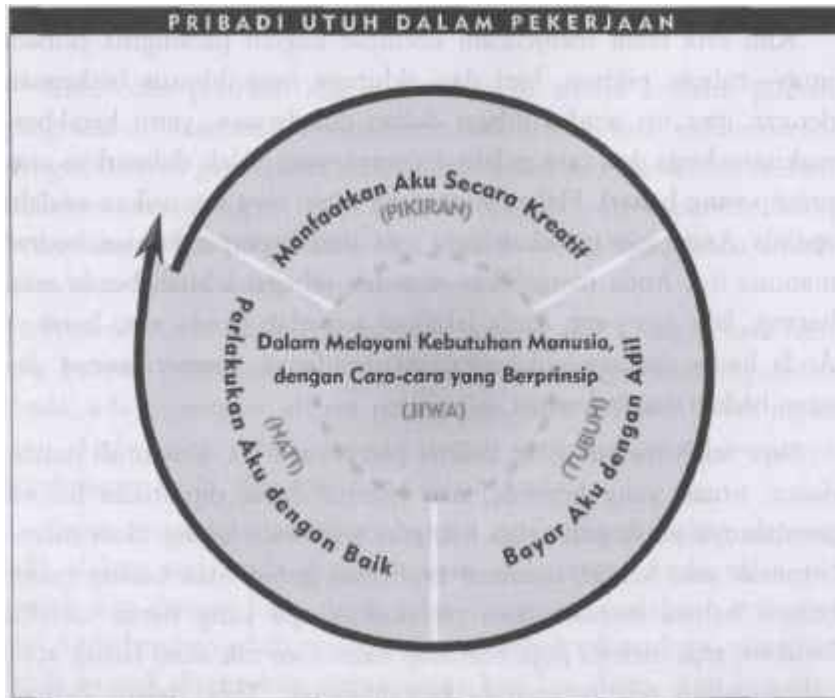 PRIBADI UTUH DALAM PEKERJAAN
Manfaatkan Aku Secara Kreatif
(PIKIRAN)
Dalam Melayani Kebutuhan Manusia,
dengan Cara-cara yang Berprinsip
(JIWA)
Perlakukan Aku dengan Baik
(HATI)
Bayar Aku dengan Adil
(TUBUH)